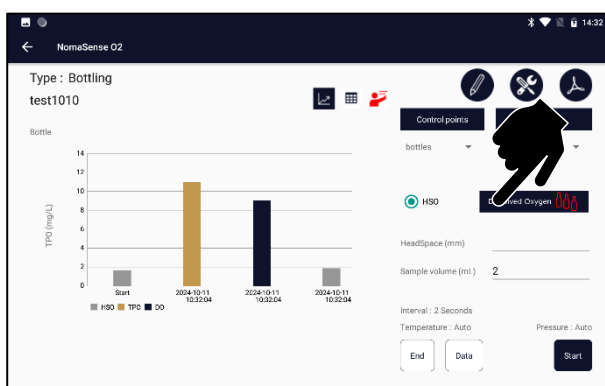 14:32
NomaSense O2
Type : Bottling
test1010
Control points
Bottle
bottles
14
12
10
8
6
4
2
0
TPO (mg/L)
Start
2024-10-11
10:32:04
2024-10-11
10:32:04
2024-10-11
10:32:04
HSO TPO DO
HSO
Oxygen
HeadSpace (mm)
Sample volume (mL)
2
Interval : 2 Seconds
Temperature : Auto
Pressure : Auto
End
Data
Start